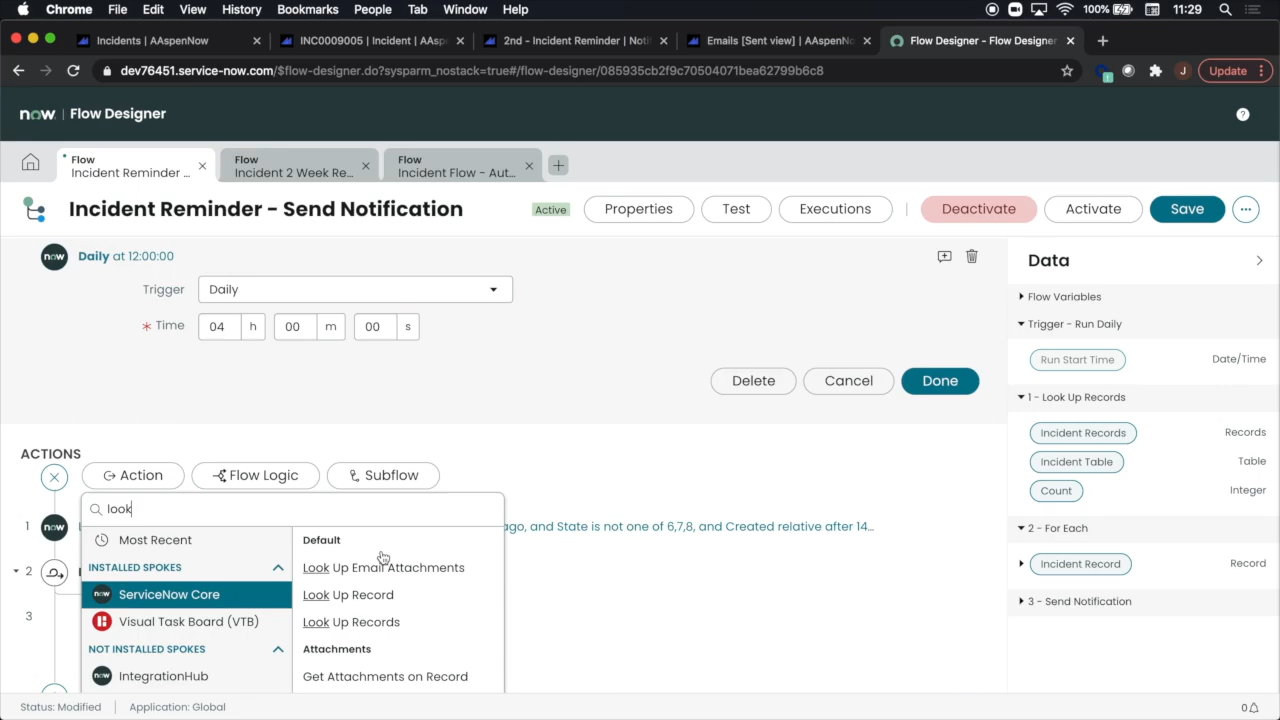 Chrome File Edit View History Bookmarks People Tab Window Help 100% 11:29
Incidents | AAspenNow INC0009005 | Incident | AAsp 2nd - Incident Reminder | Noti Emails [Sent view] | AAspenN Flow Designer - Flow Designer
dev76451.service-now.com/$flow-designer.do?sysparm_nostack=true#/flow-designer/085935cb2f9c70504071bea62799b6c8 J Update
now | Flow Designer
Flow Flow Flow
Incident Reminder ... Incident 2 Week Re... Incident Flow - Aut...
Incident Reminder - Send Notification Active Properties Test Executions Deactivate Activate Save
now Daily at 12:00:00
Trigger Daily
* Time 04 h 00 m 00 s
Delete Cancel Done
Data
Flow Variables
Trigger - Run Daily
Run Start Time Date/Time
1 - Look Up Records
Incident Records Records
Incident Table Table
Count Integer
2 - For Each
Incident Record Record
3 - Send Notification
ACTIONS
Action Flow Logic Subflow
look
1 now ago, and State is not one of 6,7,8, and Created relative after 14...
2
3
Most Recent
INSTALLED SPOKES
now ServiceNow Core
Visual Task Board (VTB)
NOT INSTALLED SPOKES
now IntegrationHub
Default
Look Up Email Attachments
Look Up Record
Look Up Records
Attachments
Get Attachments on Record
Status: Modified Application: Global 0